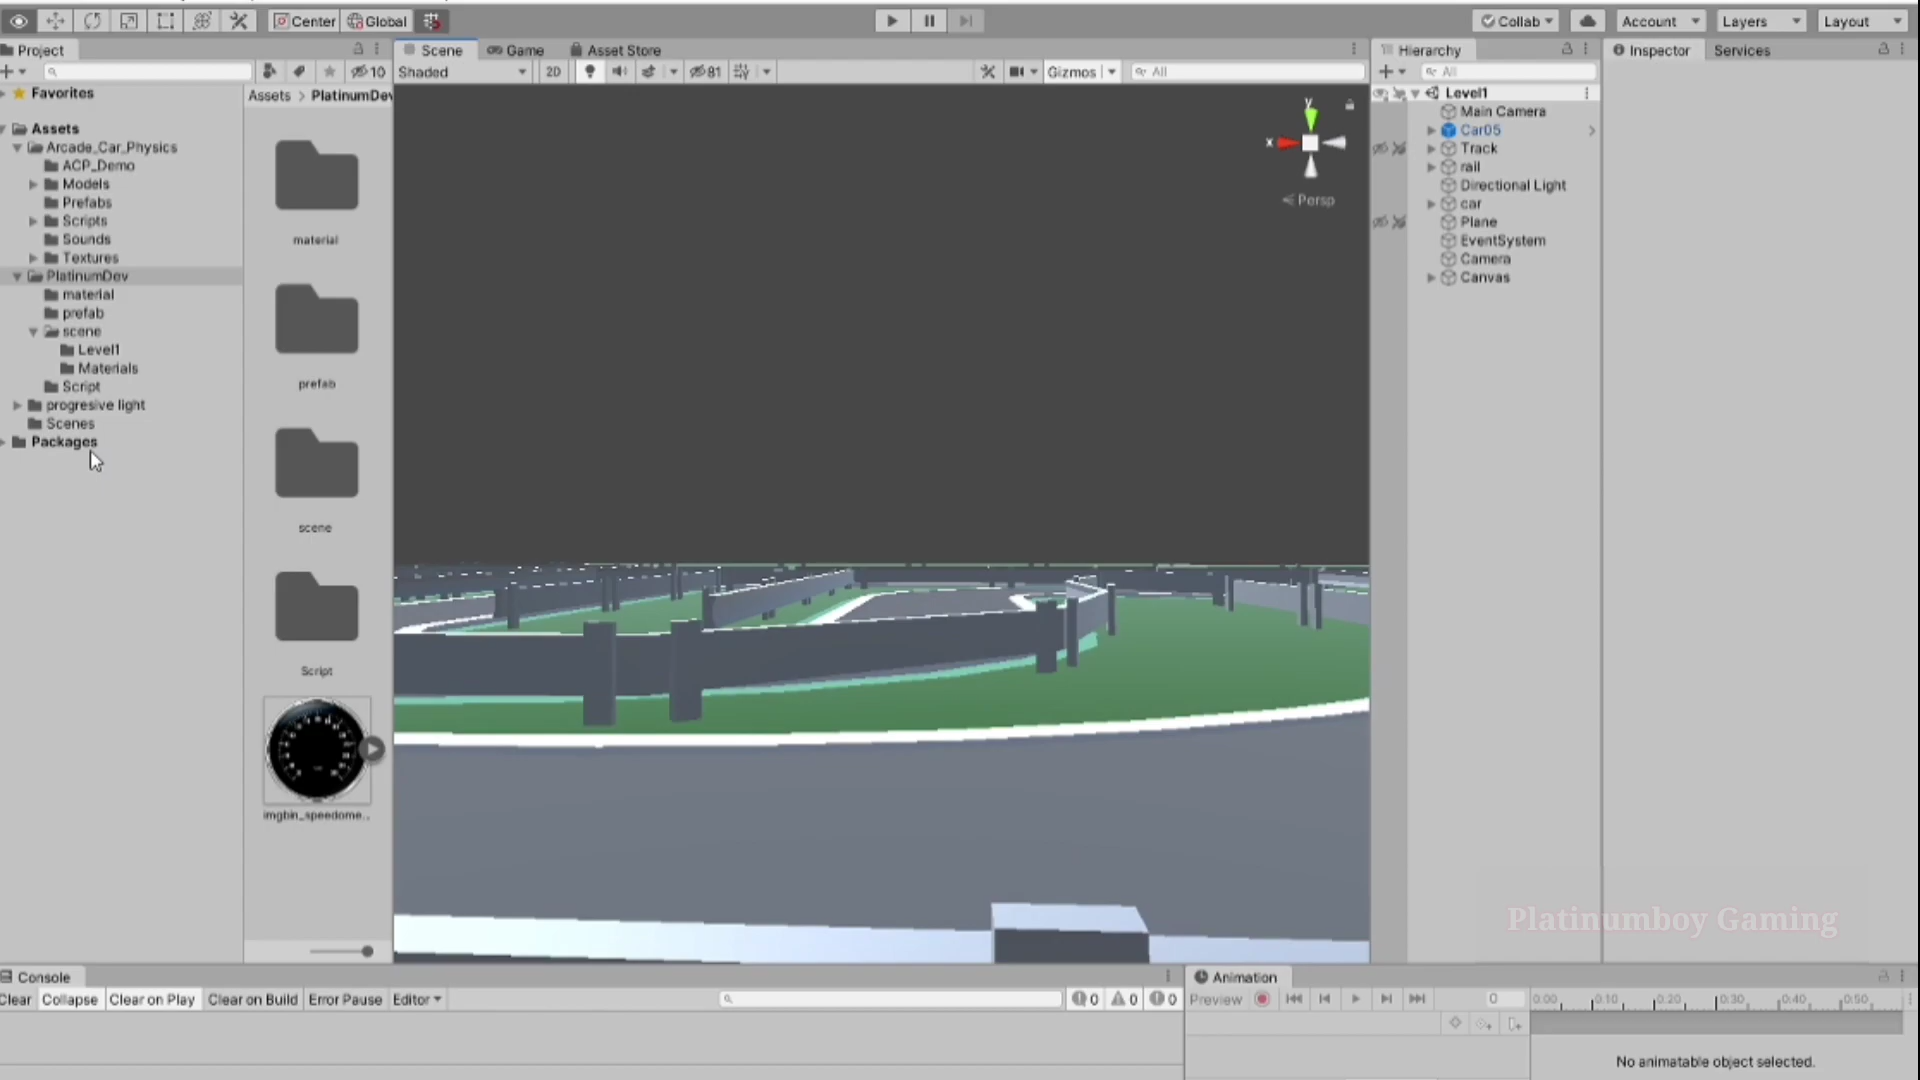 Center
Global
Collab
Account
Layers
Layout
Project
10
Favorites
Assets
Arcade_Car_Physics
ACP_Demo
Models
Prefabs
Scripts
Sounds
Textures
PlatinumDev
material
prefab
scene
Level1
Materials
Script
progresive light
Scenes
Packages
Assets > PlatinumDev
material
prefab
scene
Script
imgbin_speedome...
Scene
Game
Asset Store
Shaded
2D
81
Gizmos
All
y
x
Persp
Hierarchy
All
Level1
Main Camera
Car05
Track
rail
Directional Light
car
Plane
EventSystem
Camera
Canvas
Inspector
Services
Platinumboy Gaming
Console
Clear
Collapse
Clear on Play
Clear on Build
Error Pause
Editor
0
0
0
Animation
Preview
0
0:00
0:10
0:20
0:30
0:40
0:50
No animatable object selected.